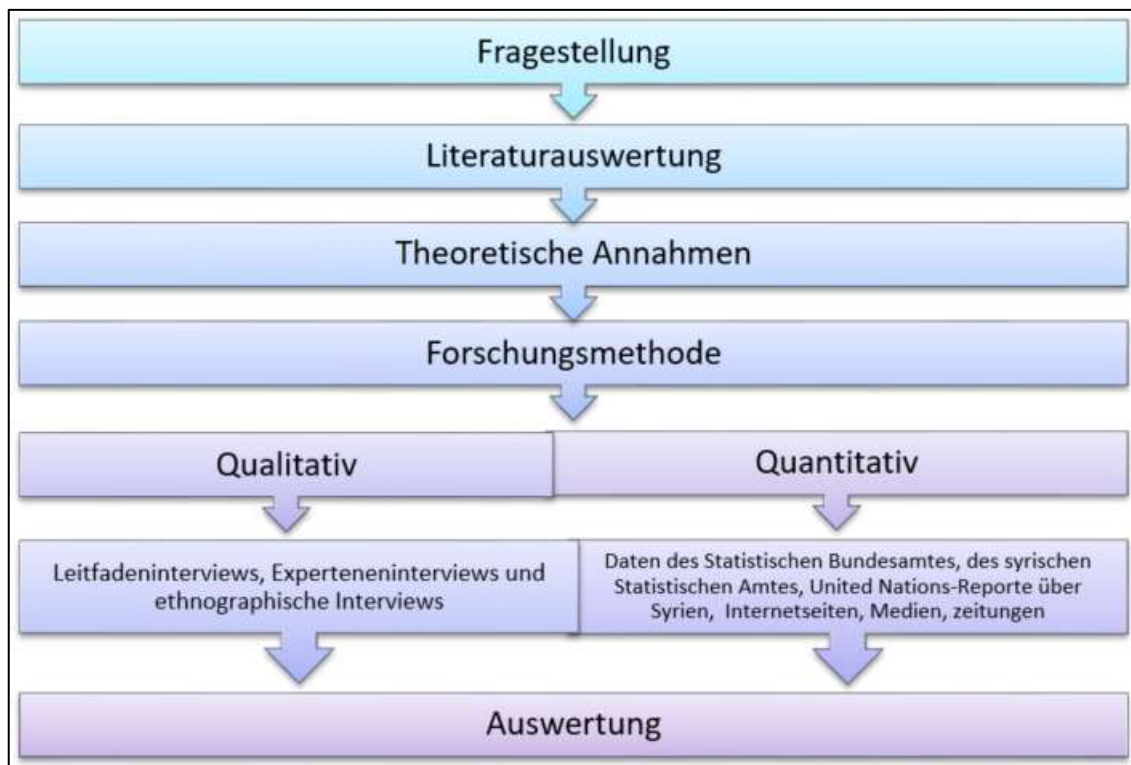 Fragestellung
Literaturauswertung
Theoretische Annahmen
Forschungsmethode
Qualitativ
Quantitativ
Leitfadeninterviews, Experteneninterviews und
ethnographische Interviews
Daten des Statistischen Bundesamtes, des syrischen
Statistischen Amtes, United Nations-Reporte über
Syrien, Internetseiten, Medien, zeitungen
Auswertung